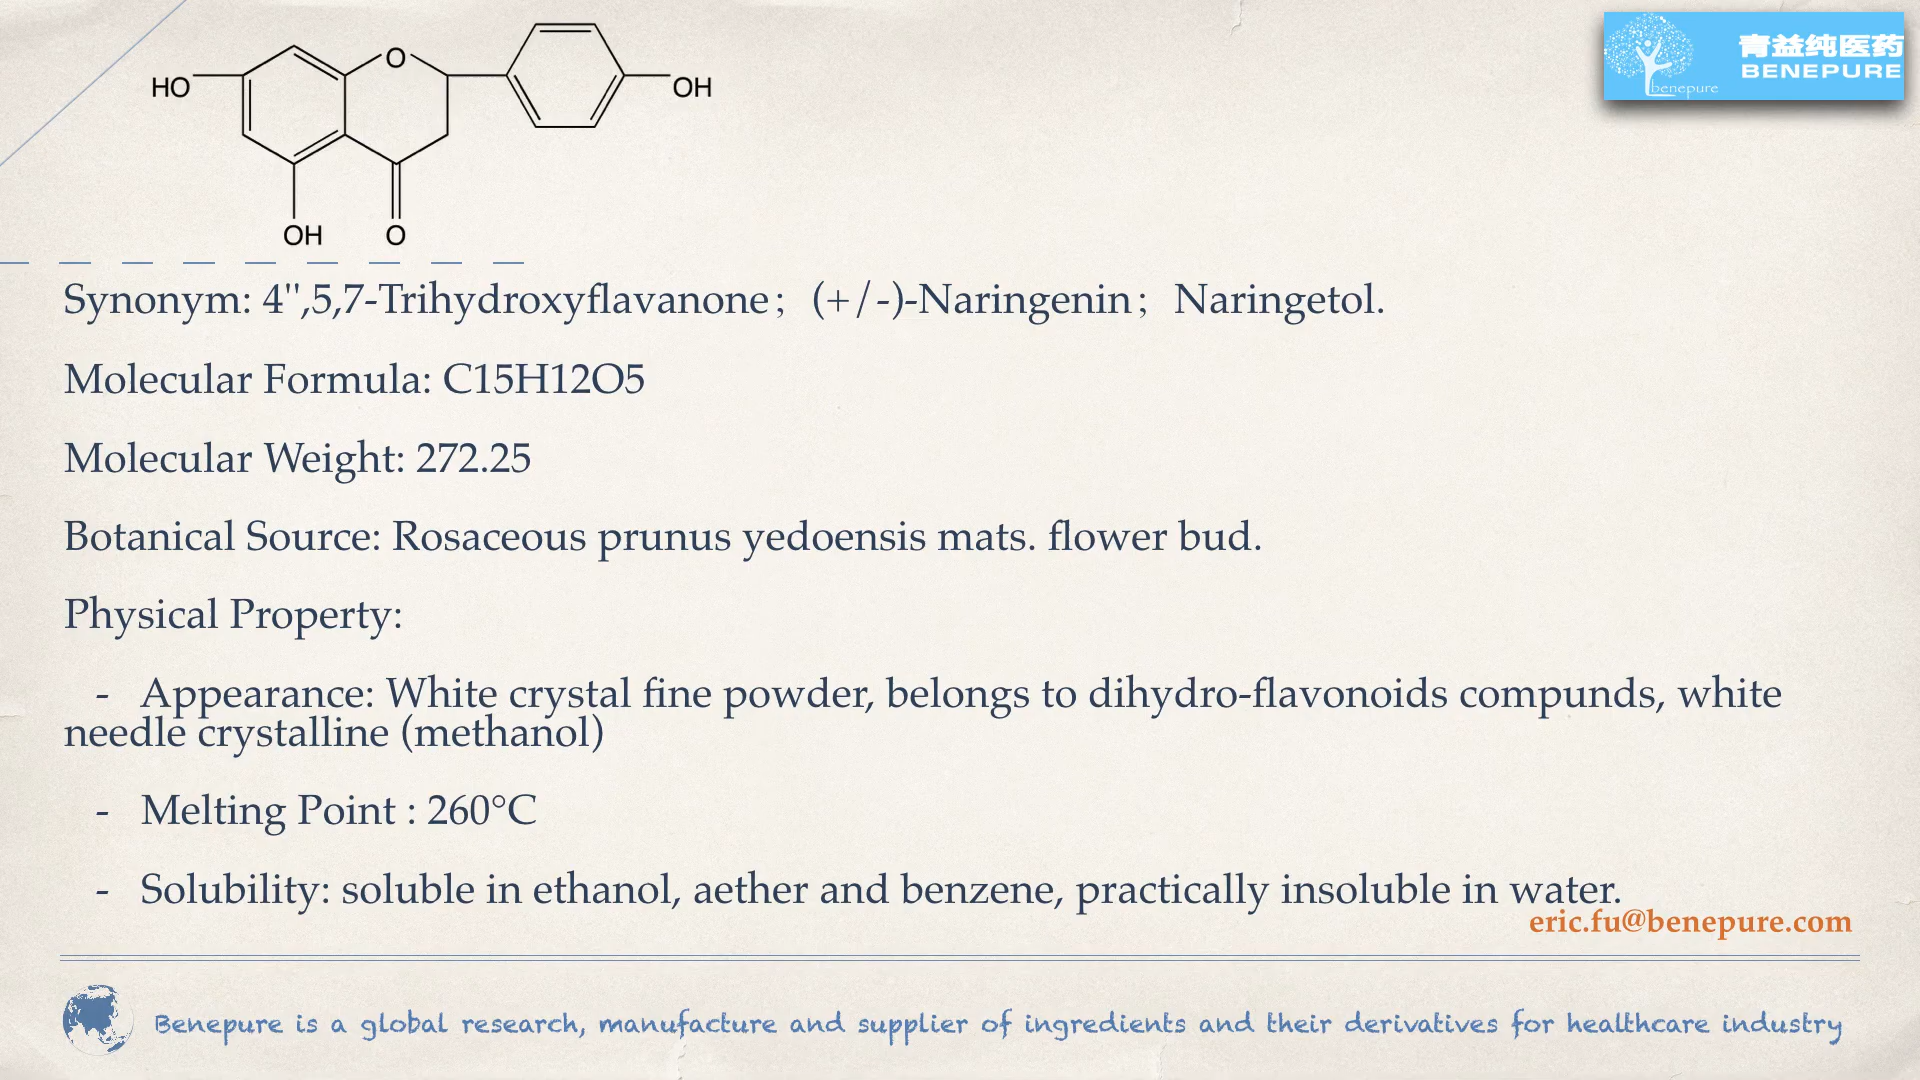 O
HO
OH
OH
O
青益纯医药
BENEPURE
benepure
Synonym: 4'',5,7-Trihydroxyflavanone； (+/-)-Naringenin； Naringetol.
Molecular Formula: C15H12O5
Molecular Weight: 272.25
Botanical Source: Rosaceous prunus yedoensis mats. flower bud.
Physical Property:
- Appearance: White crystal fine powder, belongs to dihydro-flavonoids compunds, white
needle crystalline (methanol)
- Melting Point : 260°C
- Solubility: soluble in ethanol, aether and benzene, practically insoluble in water.
eric.fu@benepure.com
Benepure is a global research, manufacture and supplier of ingredients and their derivatives for healthcare industry